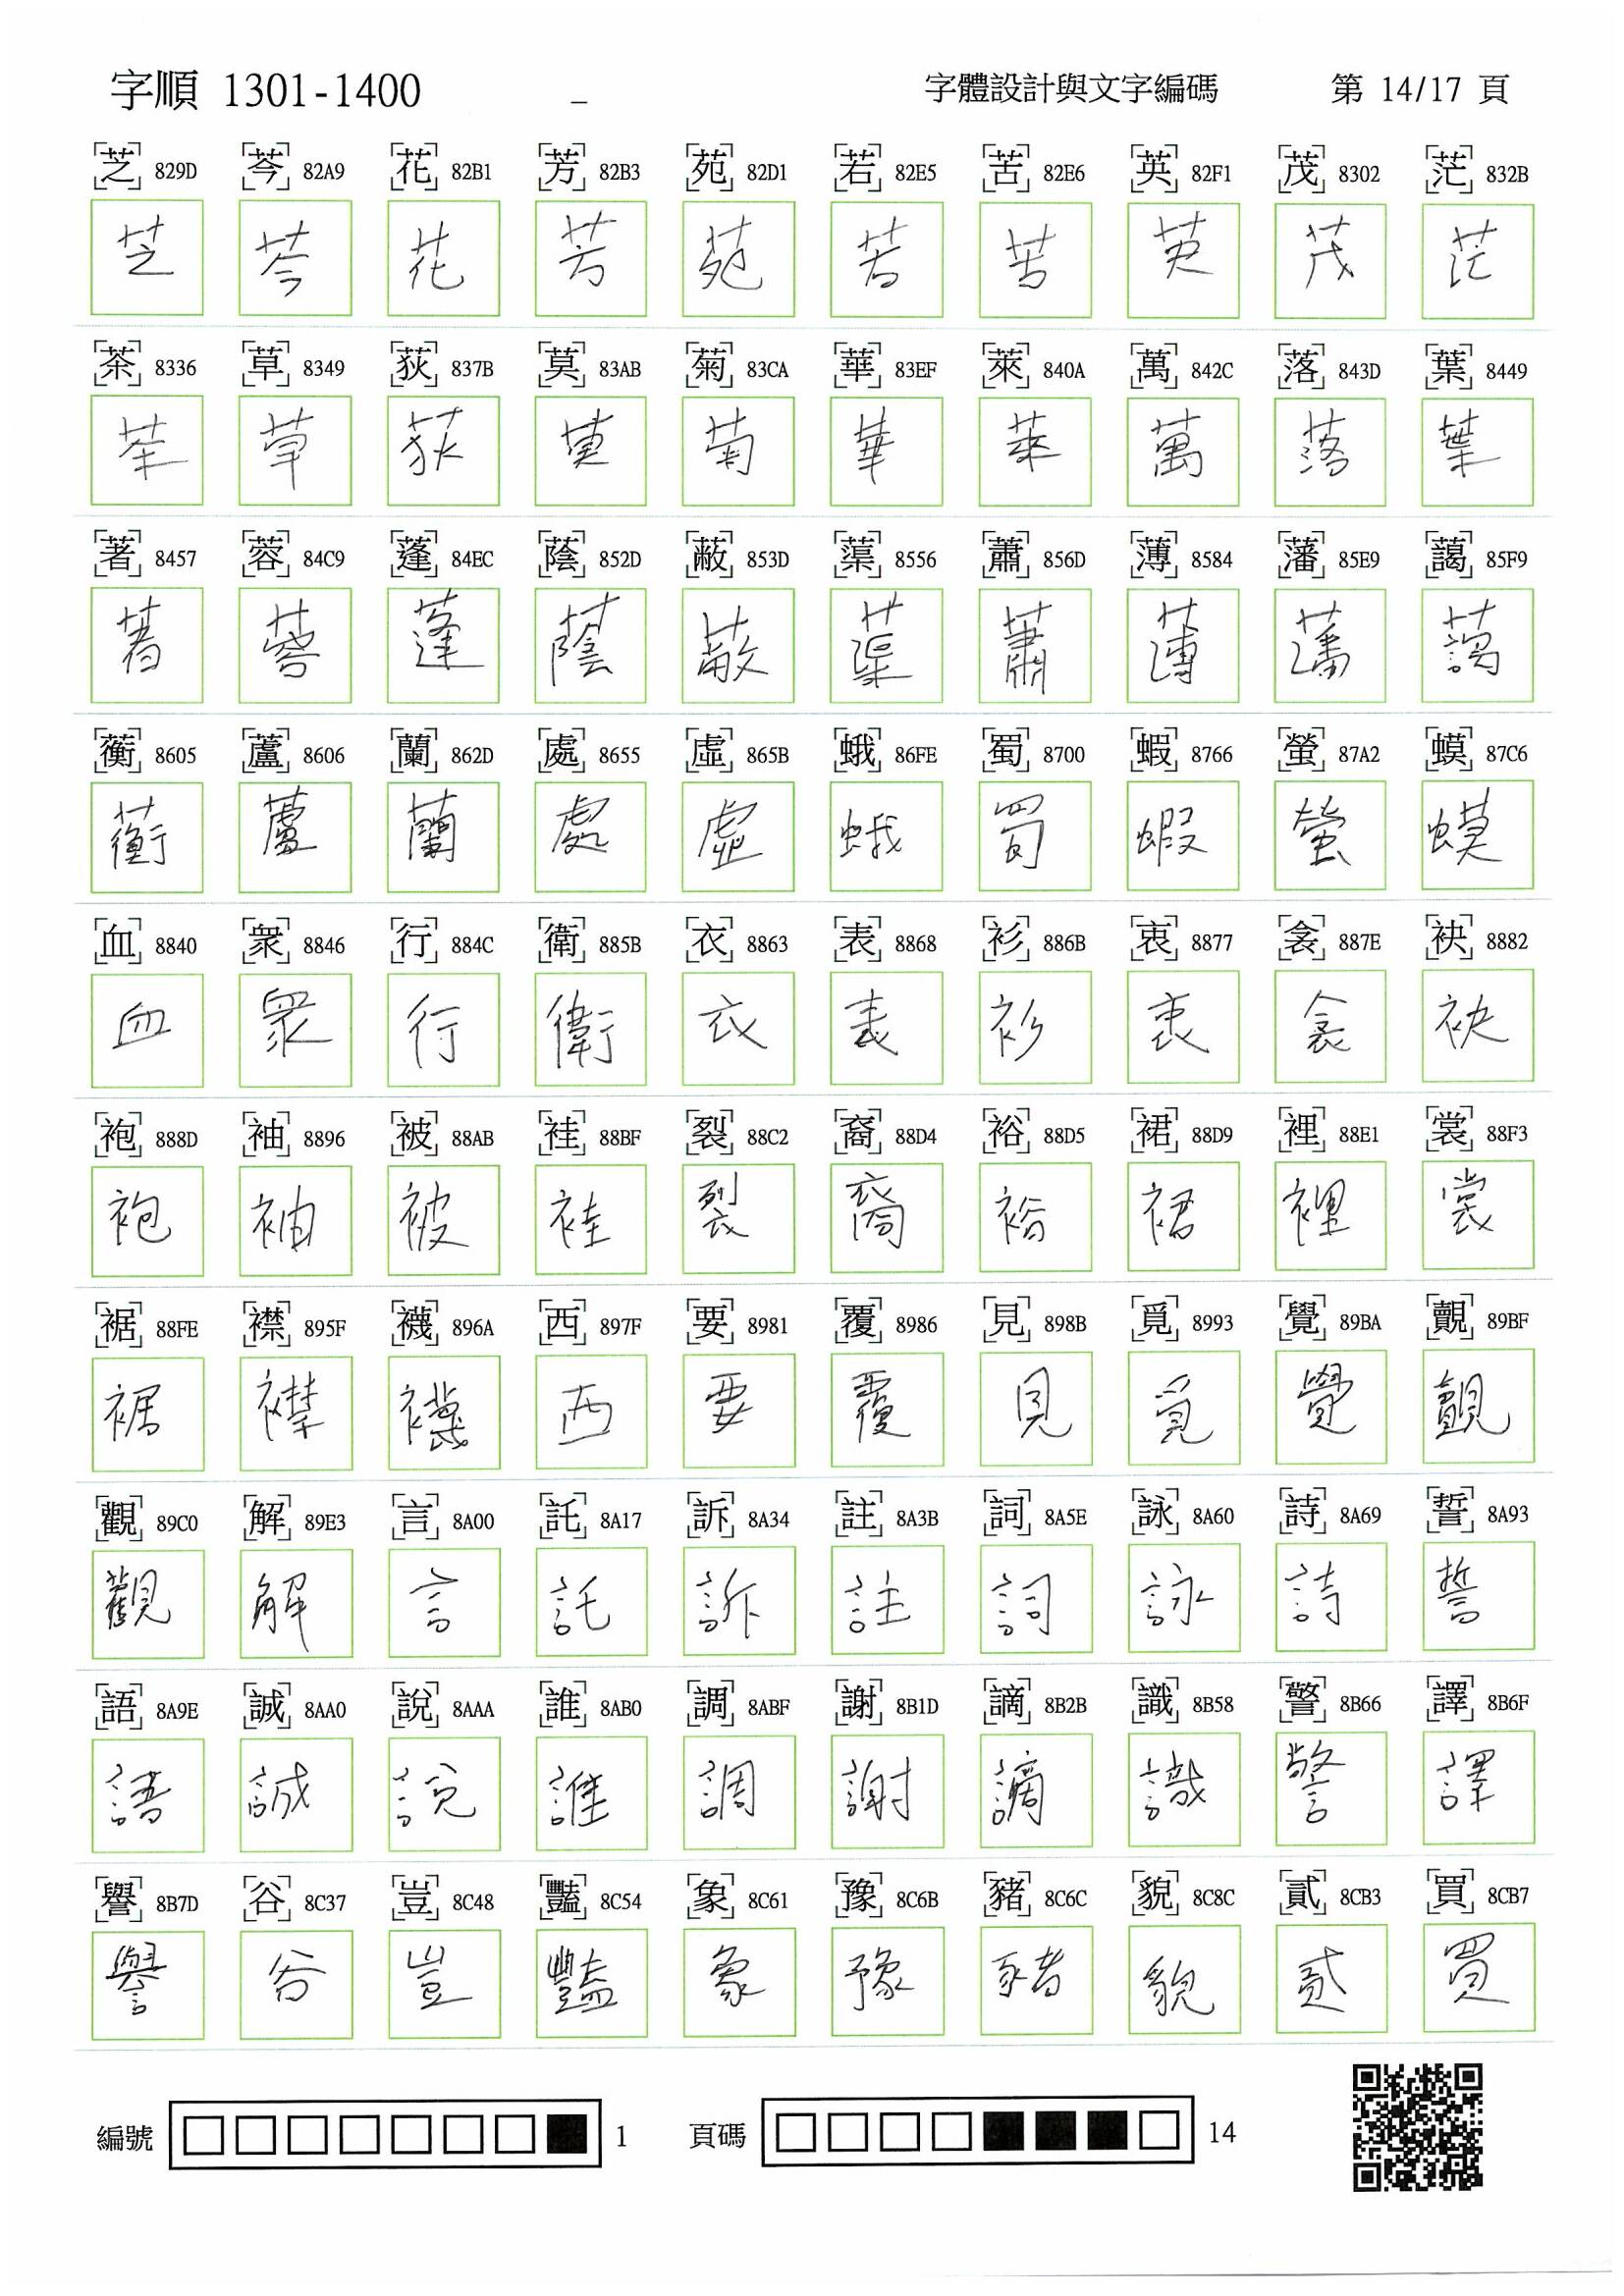 字順 1301-1400 – 字體設計與文字編碼 第 14/17 頁
芝 829D 芩 82A9 花 82B1 芳 82B3 苑 82D1 若 82E5 苦 82E6 英 82F1 茂 8302 茫 832B
芝 芩 花 芳 苑 若 苦 英 茂 茫
茶 8336 草 8349 荻 837B 莫 83AB 菊 83CA 華 83EF 萊 840A 萬 842C 落 843D 葉 8449
茶 草 荻 莫 菊 華 萊 萬 落 葉
著 8457 蓉 84C9 蓬 84EC 蔭 852D 蔽 853D 蕖 8556 蕭 856D 薄 8584 藩 85E9 藹 85F9
著 蓉 蓬 蔭 蔽 蕖 蕭 薄 藩 藹
蘅 8605 蘆 8606 蘭 862D 處 8655 虛 865B 蛾 86FE 蜀 8700 蝦 8766 螢 87A2 蟆 87C6
蘅 蘆 蘭 處 虛 蛾 蜀 蝦 螢 蟆
血 8840 衆 8846 行 884C 衛 885B 衣 8863 表 8868 衫 886B 衷 8877 衾 887E 袂 8882
血 衆 行 衛 衣 表 衫 衷 衾 袂
袍 888D 袖 8896 被 88AB 袿 88BF 裂 88C2 裔 88D4 裕 88D5 裙 88D9 裡 88E1 裳 88F3
袍 袖 被 袿 裂 裔 裕 裙 裡 裳
裾 88FE 襟 895F 襪 896A 西 897F 要 8981 覆 8986 見 898B 覓 8993 覺 89BA 覿 89BF
裾 襟 襪 西 要 覆 見 覓 覺 覿
觀 89C0 解 89E3 言 8A00 託 8A17 訴 8A34 註 8A3B 詞 8A5E 詠 8A60 詩 8A69 誓 8A93
觀 解 言 託 訴 註 詞 詠 詩 誓
語 8A9E 誠 8AA0 說 8AAA 誰 8AB0 調 8ABF 謝 8B1D 謫 8B2B 識 8B58 警 8B66 譯 8B6F
語 誠 說 誰 調 謝 謫 識 警 譯
譽 8B7D 谷 8C37 豈 8C48 豔 8C54 象 8C61 豫 8C6B 豬 8C6C 貌 8C8C 貳 8CB3 買 8CB7
譽 谷 豈 豔 象 豫 豬 貌 貳 買
編號 1 頁碼 14